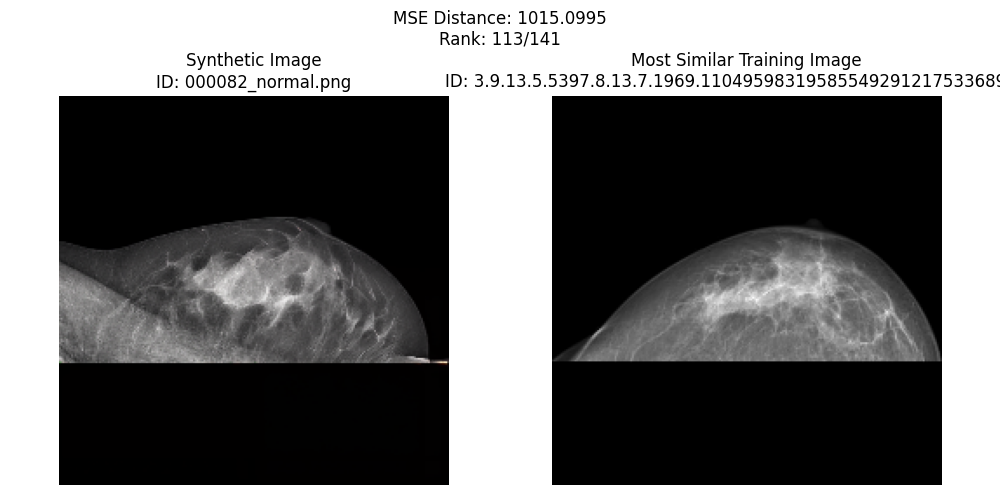 MSE Distance: 1015.0995
Rank: 113/141
Synthetic Image
ID: 000082_normal.png
Most Similar Training Image
ID: 3.9.13.5.5397.8.13.7.1969.11049598319585549291217533689